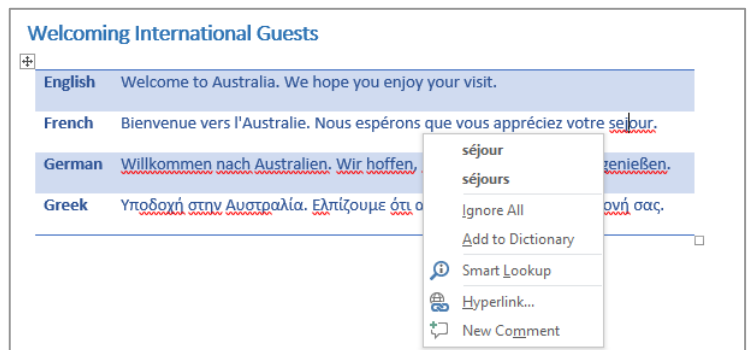 Welcoming International Guests
English Welcome to Australia. We hope you enjoy your visit.
French Bienvenue vers l'Australie. Nous espérons que vous appréciez votre sejour.
German Willkommen nach Australien. Wir hoffen, genießen.
Greek Υποδοχή στην Αυστραλία. Ελπίζουμε ότι σας.
séjour
séjours
Ignore All
Add to Dictionary
Smart Lookup
Hyperlink...
New Comment